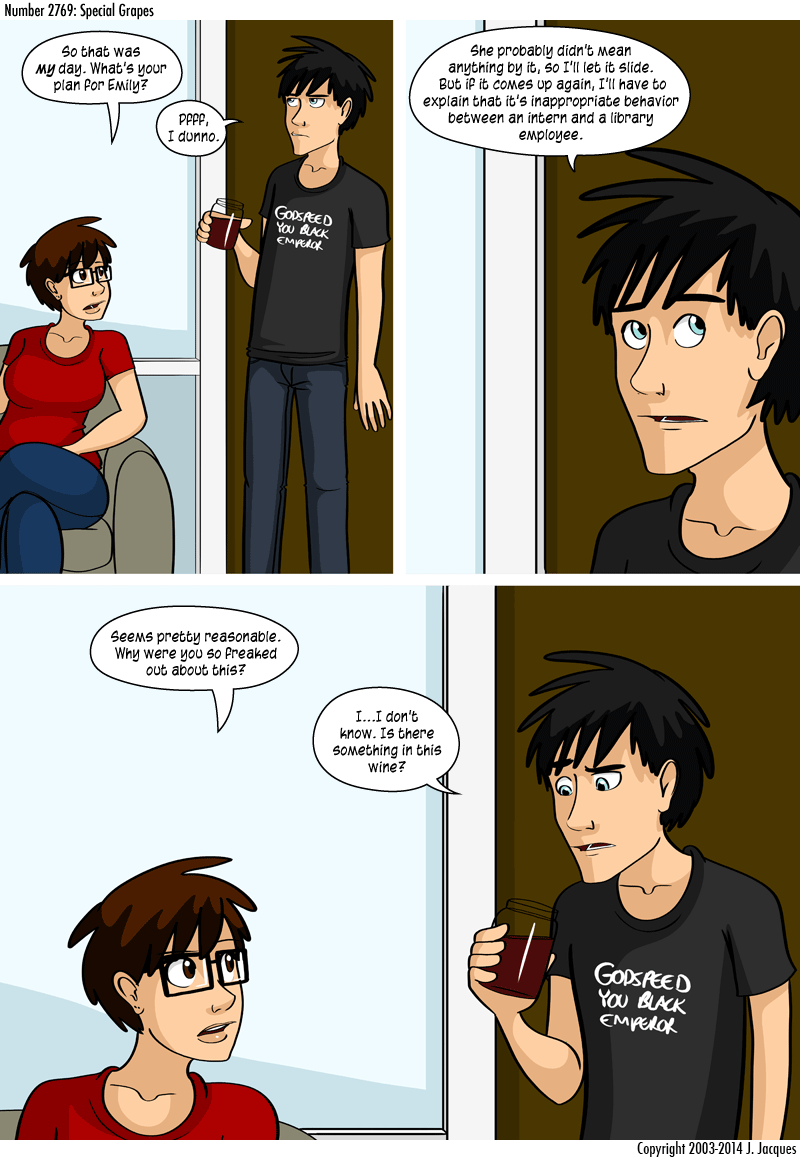 Number 2769: Special Grapes
So that was
my day. What's your
plan for Emily?
Pfff,
I dunno.
GODSPEED
YOU BLACK
EMPEROR
She probably didn't mean
anything by it, so I'll let it slide.
But if it comes up again, I'll have to
explain that it's inappropriate behavior
between an intern and a library
employee.
Seems pretty reasonable.
Why were you so freaked
out about this?
I...I don't
know. Is there
something in this
wine?
GODSPEED
YOU BLACK
EMPEROR
Copyright 2003-2014 J. Jacques